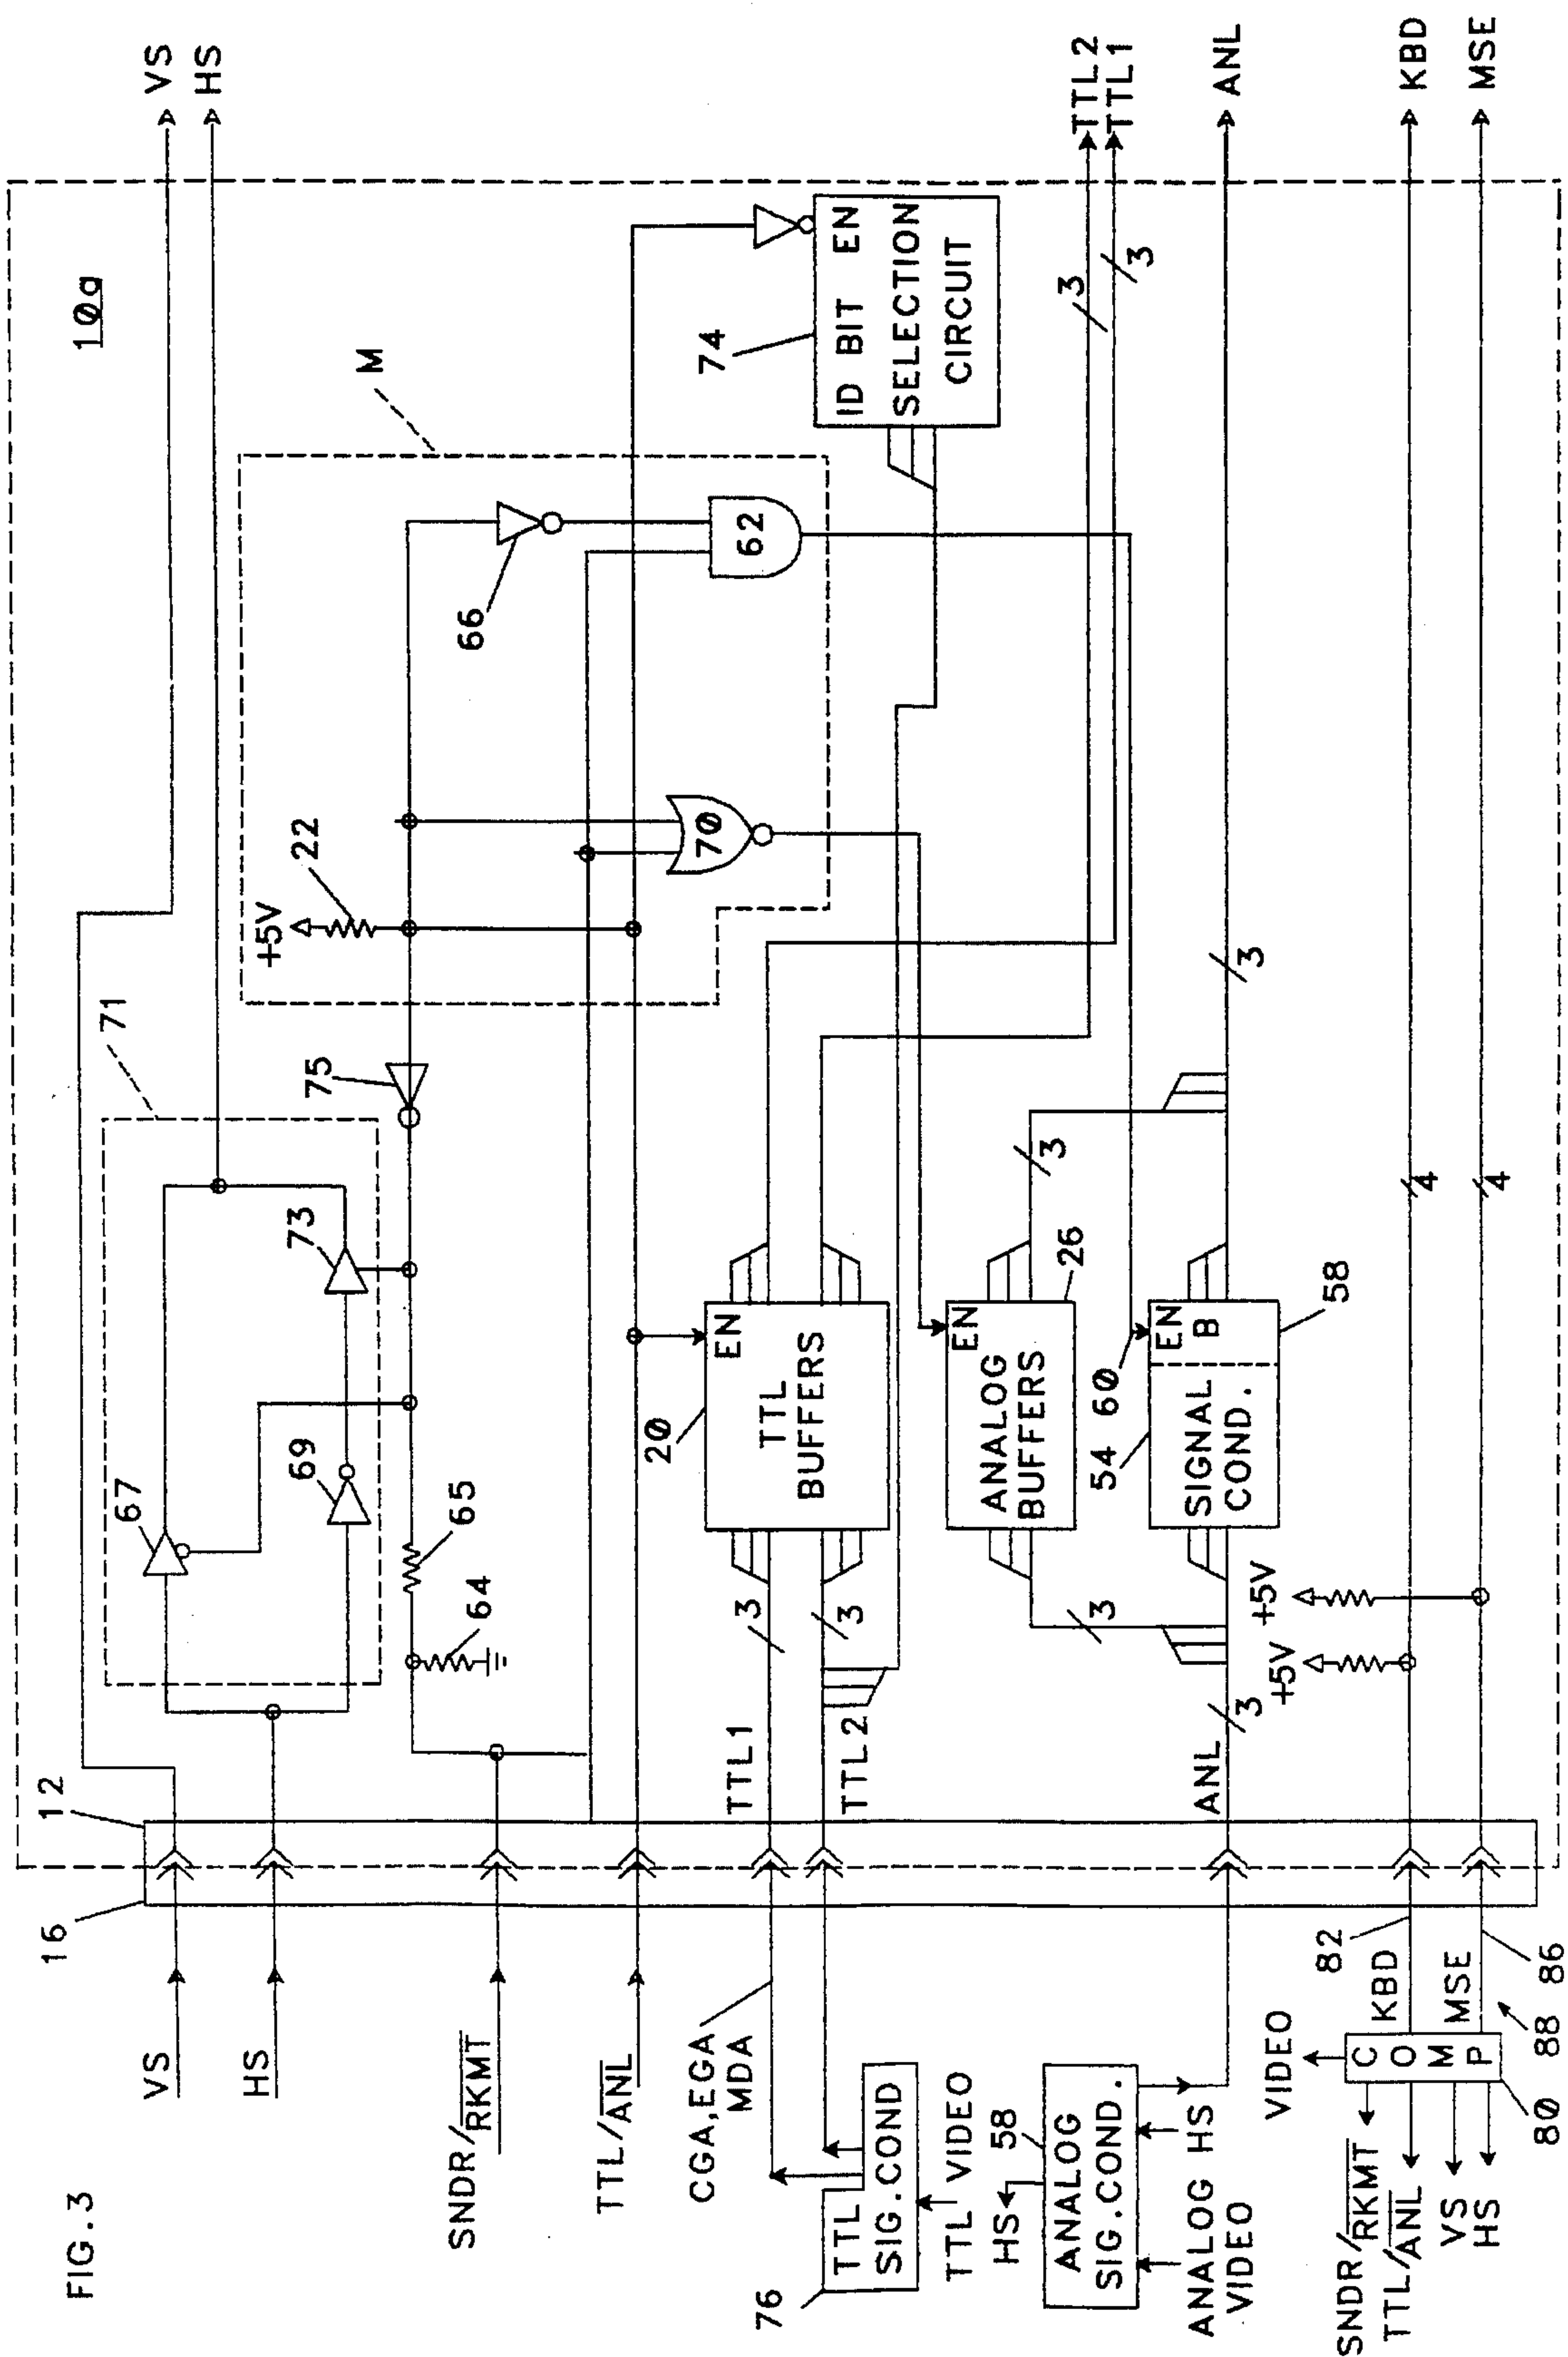 FIG.3
VS
HS
SNDR/RKMT
TTL/ANL
CGA,EGA
MDA
16
12
VS
HS
10a
71
67
69
73
75
65
64
+5V
22
M
66
70
62
74
ID BIT EN
SELECTION
CIRCUIT
TTL1
TTL2
3
3
20
EN
TTL
BUFFERS
TTL2
TTL1
3
3
EN
ANALOG
BUFFERS
26
3
3
54
60
SIGNAL
COND.
EN
B
58
ANL
3
3
ANL
+5V
+5V
4
4
KBD
MSE
76
TTL
SIG.COND
TTL VIDEO
HS
58
ANALOG
SIG.COND.
ANALOG HS
ANALOG
VIDEO
VIDEO
COMP
KBD
MSE
82
86
88
80
SNDR/RKMT
TTL/ANL
VS
HS